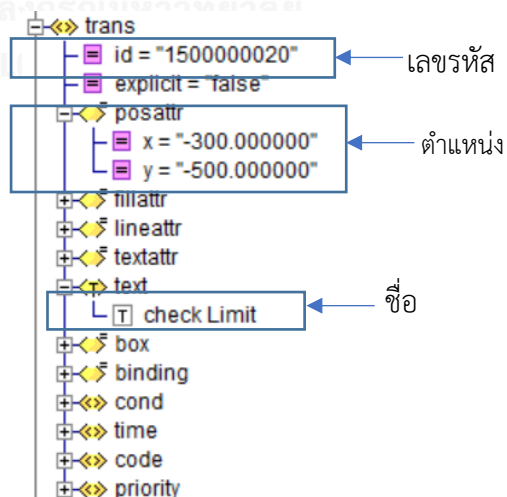 trans
id = "1500000020"
เลขรหัส
explicit = "false"
posattr
x = "-300.000000"
ตำแหน่ง
y = "-500.000000"
fillattr
lineattr
textattr
text
ชื่อ
check Limit
box
binding
cond
time
code
priority